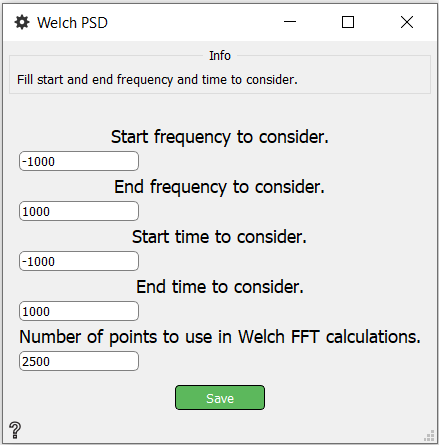 Welch PSD
Info
Fill start and end frequency and time to consider.
Start frequency to consider.
-1000
End frequency to consider.
1000
Start time to consider.
-1000
End time to consider.
1000
Number of points to use in Welch FFT calculations.
2500
Save
?